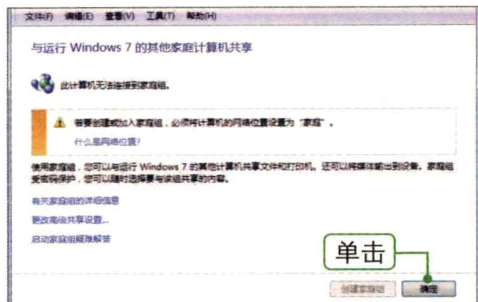 文件(F) 编辑(E) 查看(V) 工具(T) 帮助(H)
与运行 Windows 7 的其他家庭计算机共享
此计算机无法连接到家庭组。
若要创建或加入家庭组，必须将计算机的网络位置设置为“家庭”。
什么是网络位置?
使用家庭组，您可以与运行 Windows 7 的其他计算机共享文件和打印机。还可以将媒体输出到设备。家庭组
受密码保护，您可以随时选择要与该组共享的内容。
有关家庭组的详细信息
更改高级共享设置...
启动家庭组疑难解答
单击
创建家庭组 确定